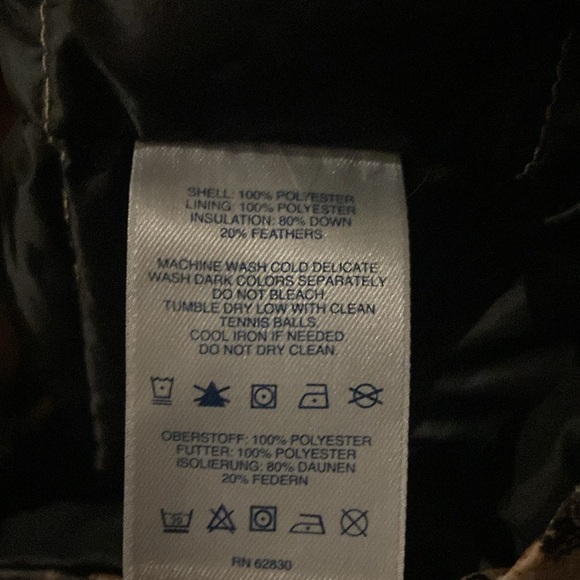 SHELL: 100% POLYESTER
LINING: 100% POLYESTER
INSULATION: 80% DOWN
20% FEATHERS
MACHINE WASH COLD DELICATE
WASH DARK COLORS SEPARATELY
DO NOT BLEACH
TUMBLE DRY LOW WITH CLEAN
TENNIS BALLS
COOL IRON IF NEEDED
DO NOT DRY CLEAN.
OBERSTOFF: 100% POLYESTER
FUTTER: 100% POLYESTER
ISOLIERUNG: 80% DAUNEN
20% FEDERN
RN 62830